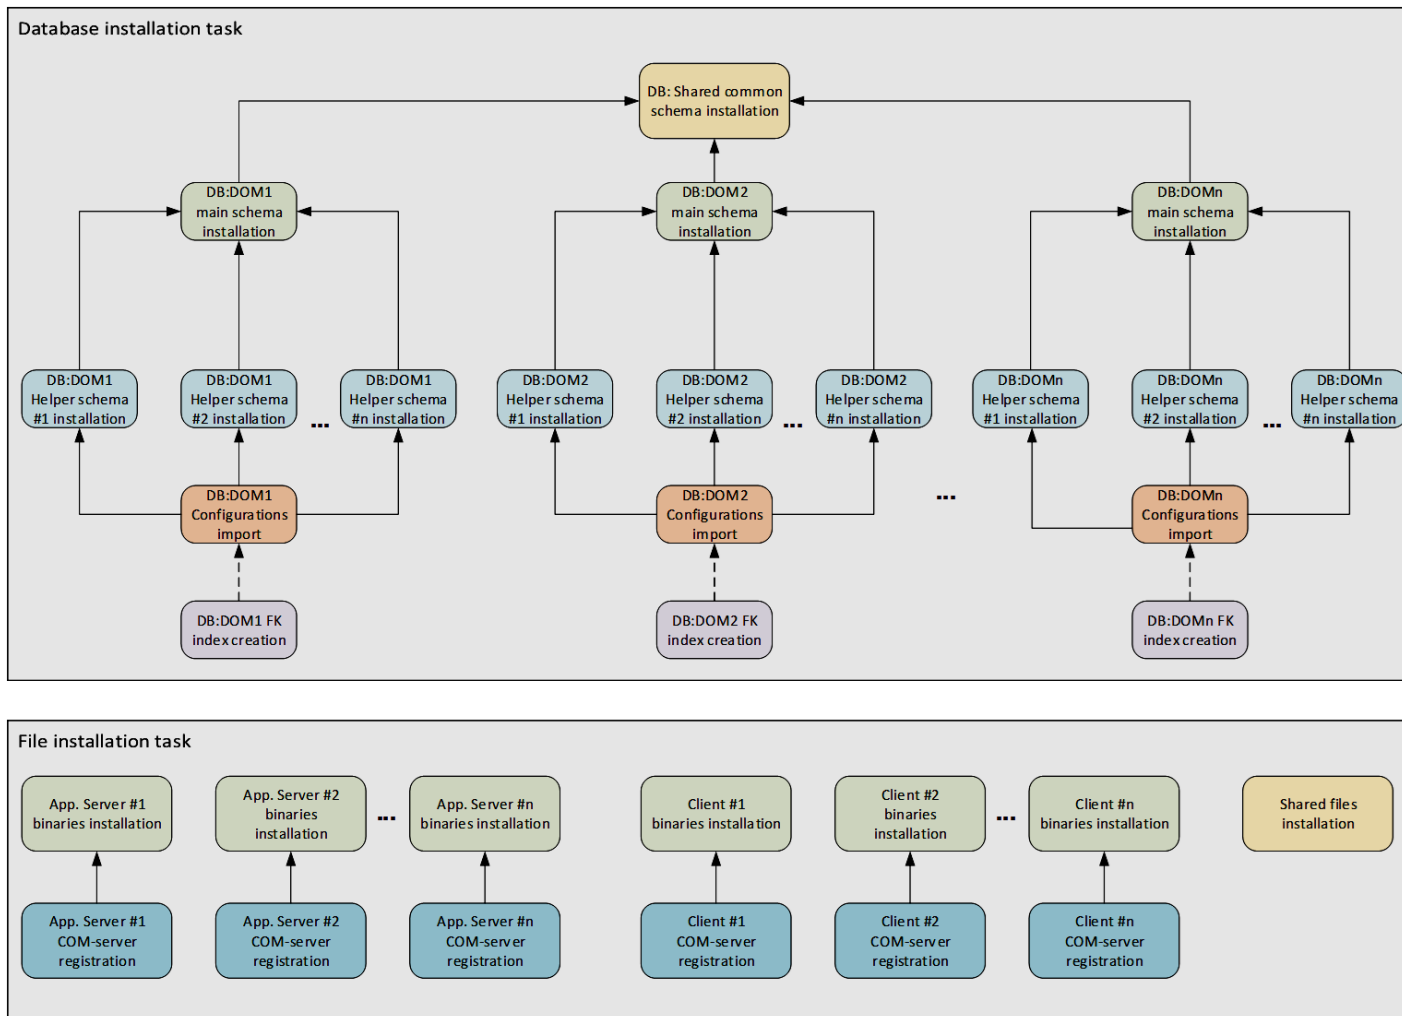 Database installation task
DB: Shared common
schema installation
DB:DOM1
main schema
installation
DB:DOM2
main schema
installation
DB:DOMn
main schema
installation
DB:DOM1
Helper schema
#1 installation
DB:DOM1
Helper schema
#2 installation
...
DB:DOM1
Helper schema
#n installation
DB:DOM2
Helper schema
#1 installation
DB:DOM2
Helper schema
#2 installation
...
DB:DOM2
Helper schema
#n installation
DB:DOMn
Helper schema
#1 installation
DB:DOMn
Helper schema
#2 installation
...
DB:DOMn
Helper schema
#n installation
DB:DOM1
Configurations
import
DB:DOM2
Configurations
import
...
DB:DOMn
Configurations
import
DB:DOM1 FK
index creation
DB:DOM2 FK
index creation
DB:DOMn FK
index creation
File installation task
App. Server #1
binaries installation
App. Server #2
binaries
installation
...
App. Server #n
binaries installation
Client #1
binaries installation
Client #2
binaries
installation
...
Client #n
binaries installation
Shared files
installation
App. Server #1
COM-server
registration
App. Server #2
COM-server
registration
App. Server #n
COM-server
registration
Client #1
COM-server
registration
Client #2
COM-server
registration
Client #n
COM-server
registration